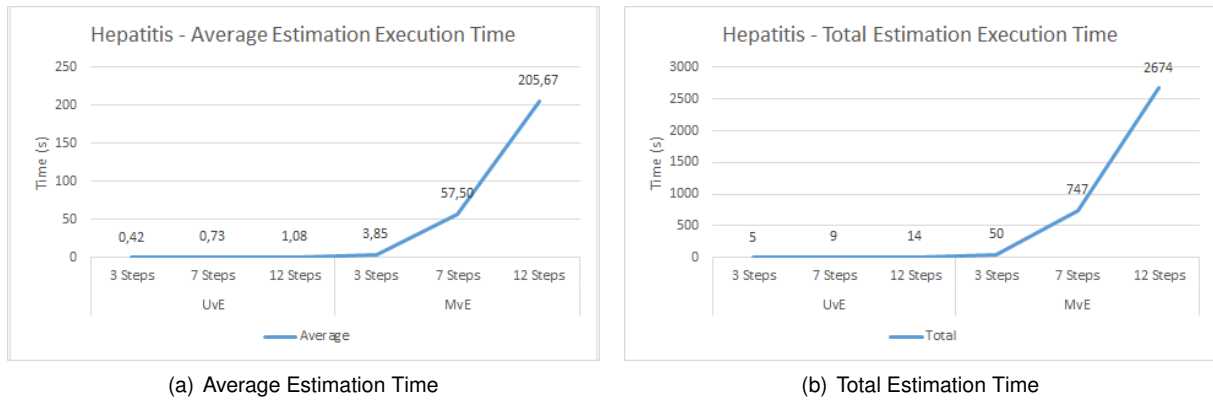 Hepatitis - Average Estimation Execution Time
250
200
150
100
50
0
Time (s)
0,42
0,73
1,08
3,85
57,50
205,67
3 Steps 7 Steps 12 Steps 3 Steps 7 Steps 12 Steps
UvE MvE
Average
(a) Average Estimation Time
Hepatitis - Total Estimation Execution Time
3000
2500
2000
1500
1000
500
0
Time (s)
5
9
14
50
747
2674
3 Steps 7 Steps 12 Steps 3 Steps 7 Steps 12 Steps
UvE MvE
Total
(b) Total Estimation Time